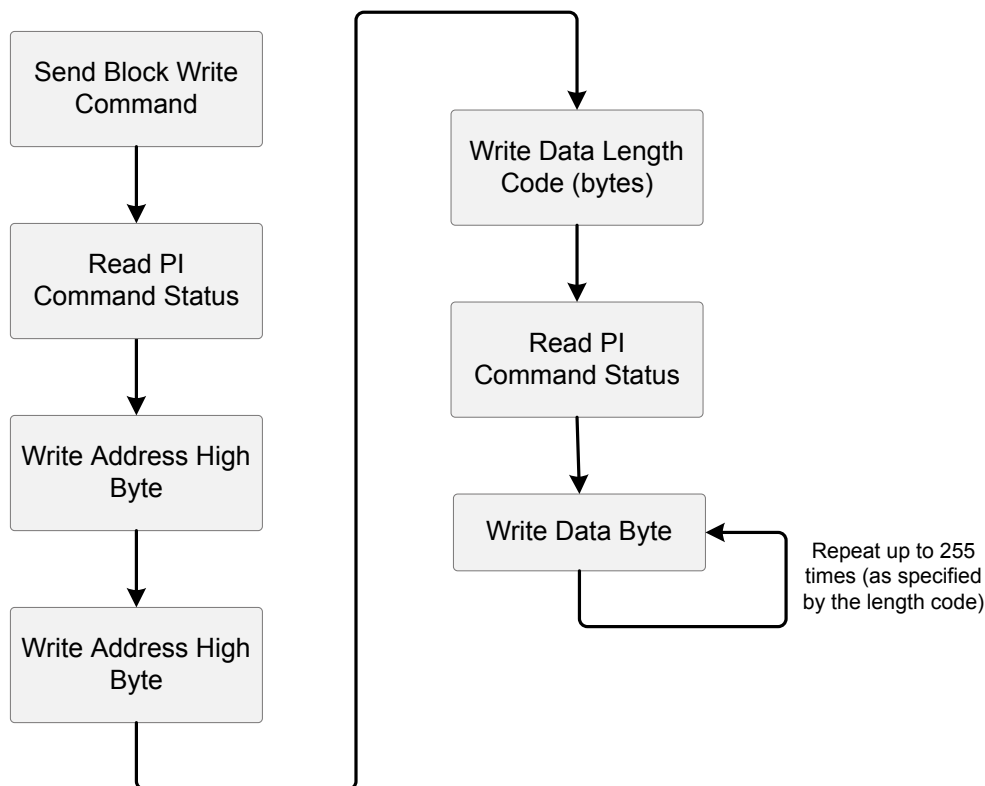 Send Block Write
Command
Read PI
Command Status
Write Address High
Byte
Write Address High
Byte
Write Data Length
Code (bytes)
Read PI
Command Status
Write Data Byte
Repeat up to 255
times (as specified
by the length code)